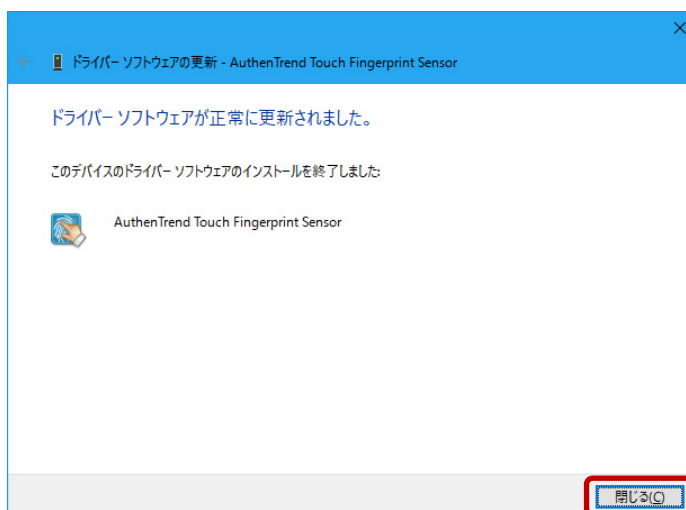 ドライバー ソフトウェアの更新 - AuthenTrend Touch Fingerprint Sensor
ドライバー ソフトウェアが正常に更新されました。
このデバイスのドライバー ソフトウェアのインストールを終了しました:
AuthenTrend Touch Fingerprint Sensor
閉じる(C)